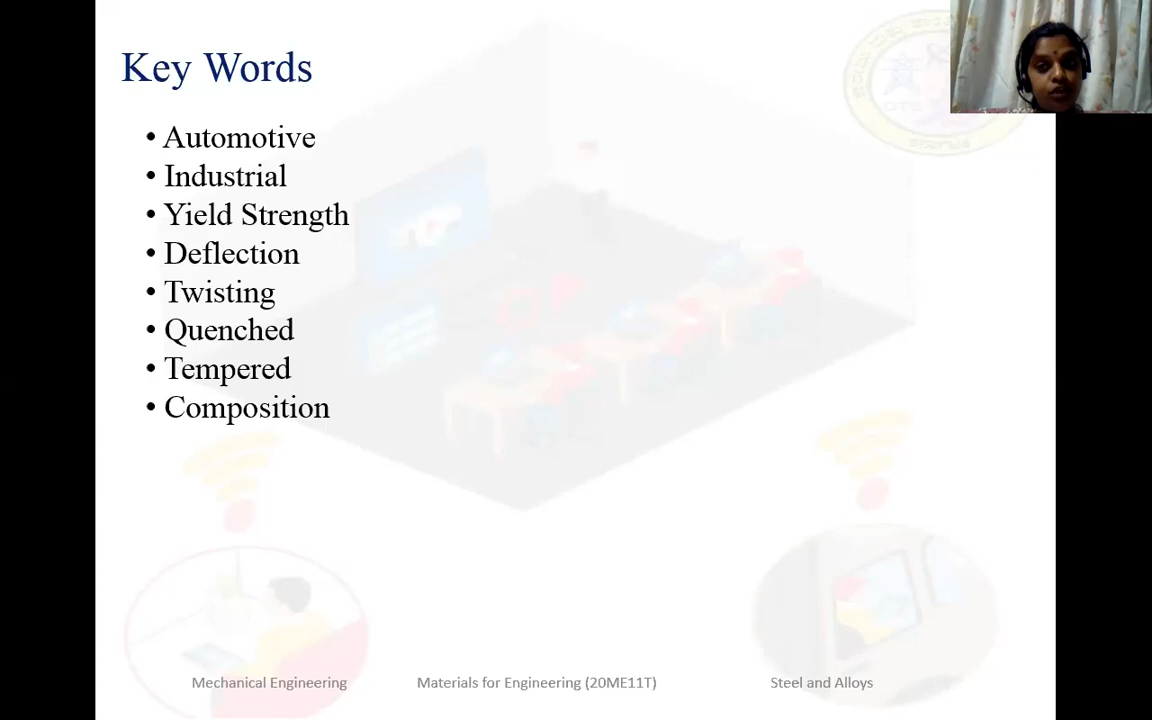 Key Words
• Automotive
• Industrial
• Yield Strength
• Deflection
• Twisting
• Quenched
• Tempered
• Composition
Mechanical Engineering
Materials for Engineering (20ME11T)
Steel and Alloys